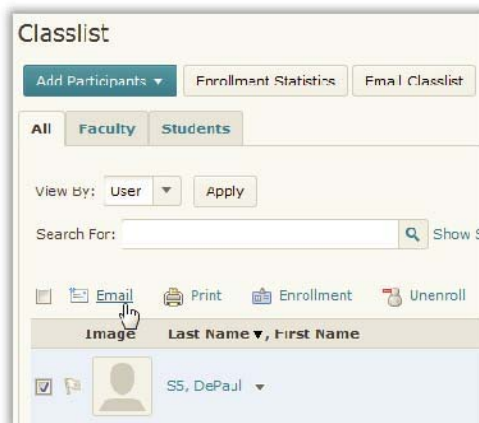 Classlist
Add Participants Enrollment Statistics Email Classlist
All Faculty Students
View By: User Apply
Search For: Show S
Email Print Enrollment Unenroll
Image Last Name ▼, First Name
S5, DePaul